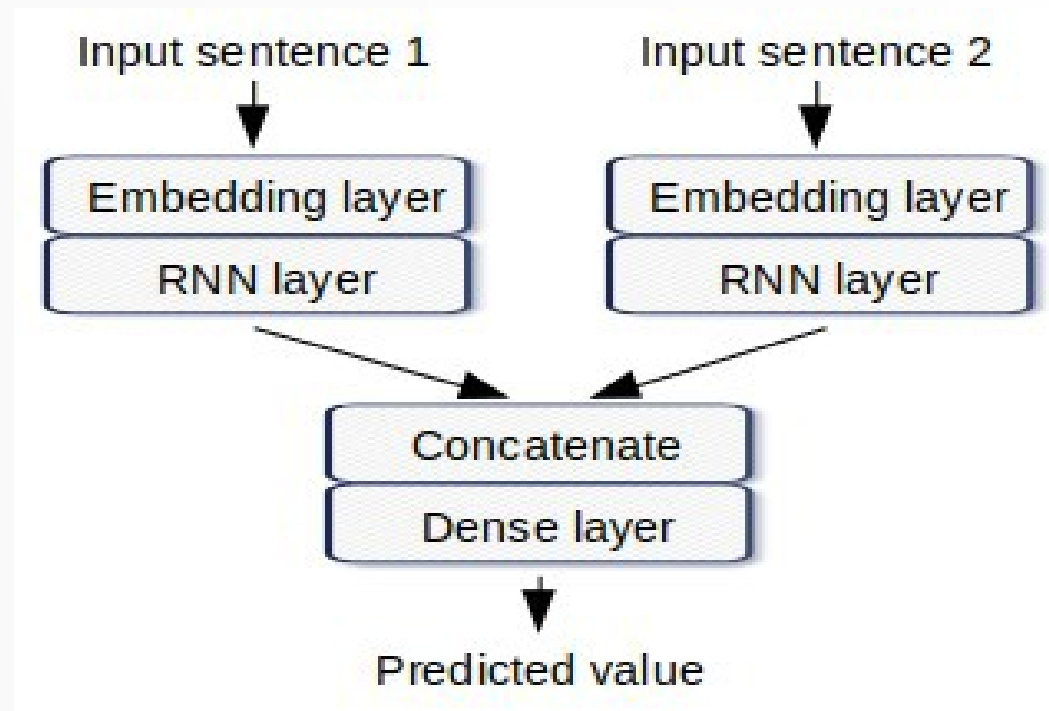 Input sentence 1
Input sentence 2
Embedding layer
RNN layer
Embedding layer
RNN layer
Concatenate
Dense layer
Predicted value